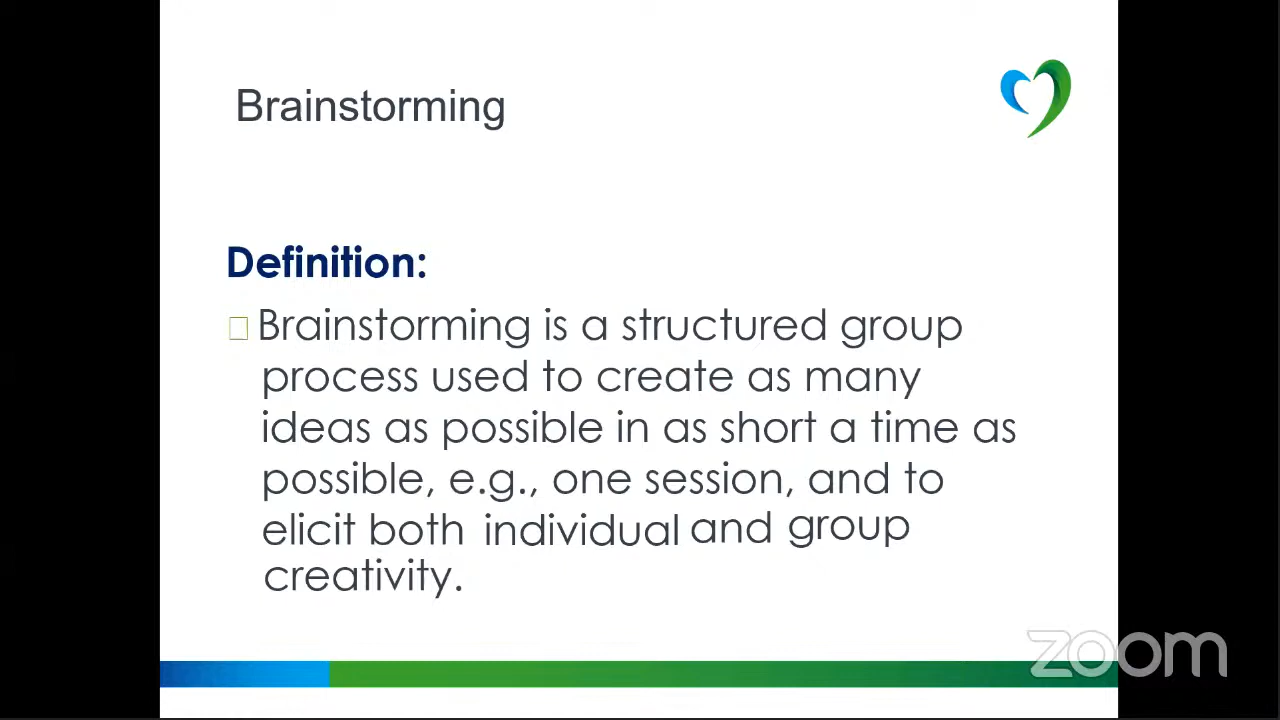 Brainstorming
Definition:
Brainstorming is a structured group
process used to create as many
ideas as possible in as short a time as
possible, e.g., one session, and to
elicit both individual and group
creativity.
zoom